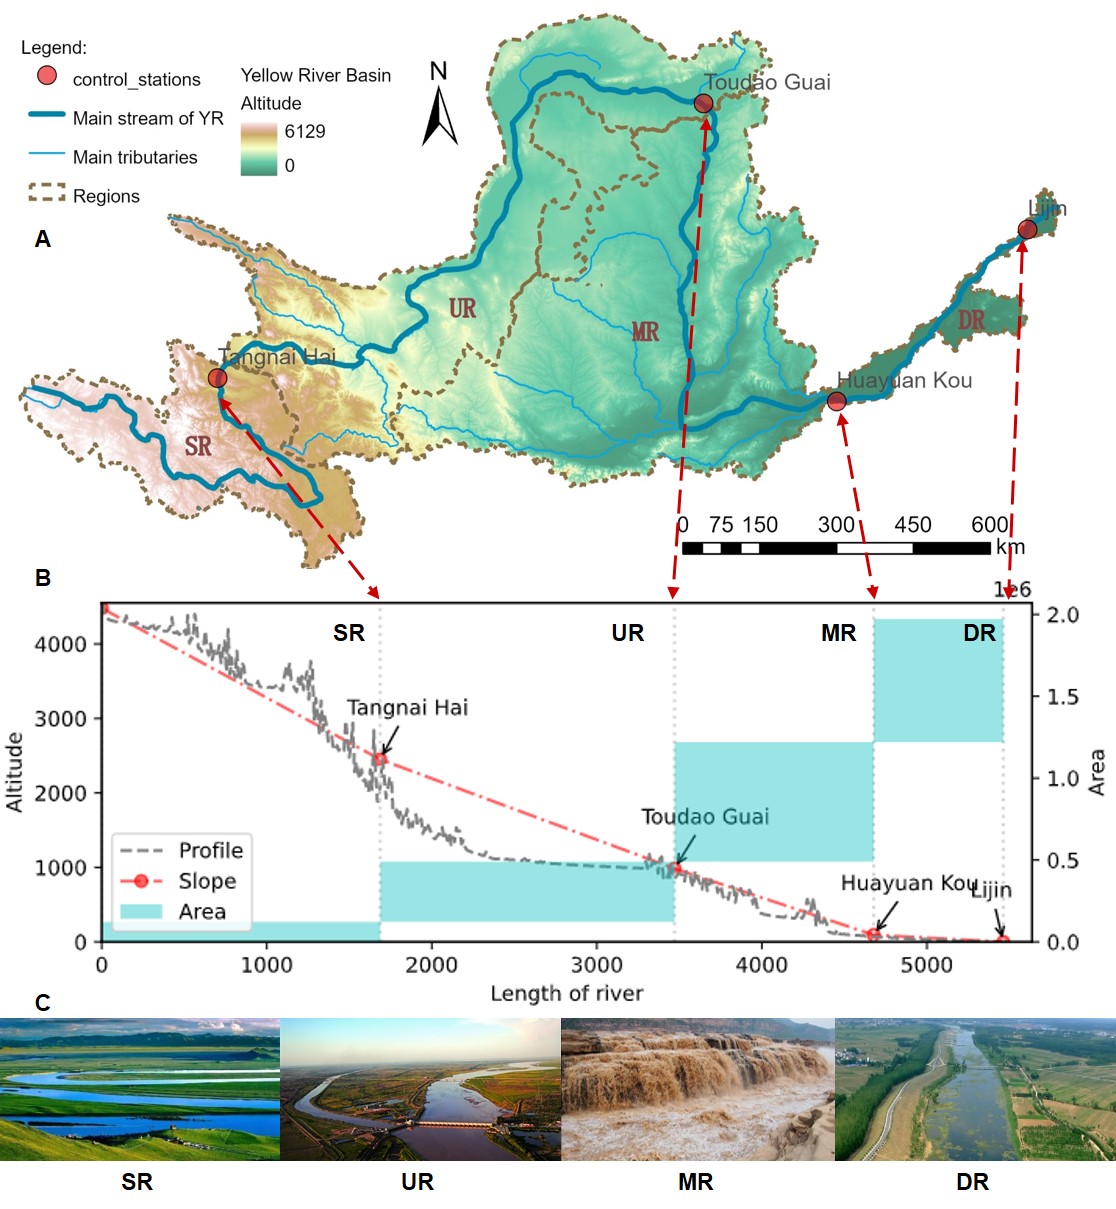 Legend:
control_stations
Main stream of YR
Main tributaries
Regions
Yellow River Basin
Altitude
6129
0
N
A
Toudao Guai
Lijin
UR
MR
DR
Tangnai Hai
Huayuan Kou
SR
0 75 150 300 450 600
km
B
1e6
SR UR MR DR
4000
3000
2000
1000
0
Altitude
Tangnai Hai
Toudao Guai
Huayuan Kou
Lijin
Profile
Slope
Area
2.0
1.5
1.0
0.5
0.0
Area
0 1000 2000 3000 4000 5000
Length of river
C
SR UR MR DR